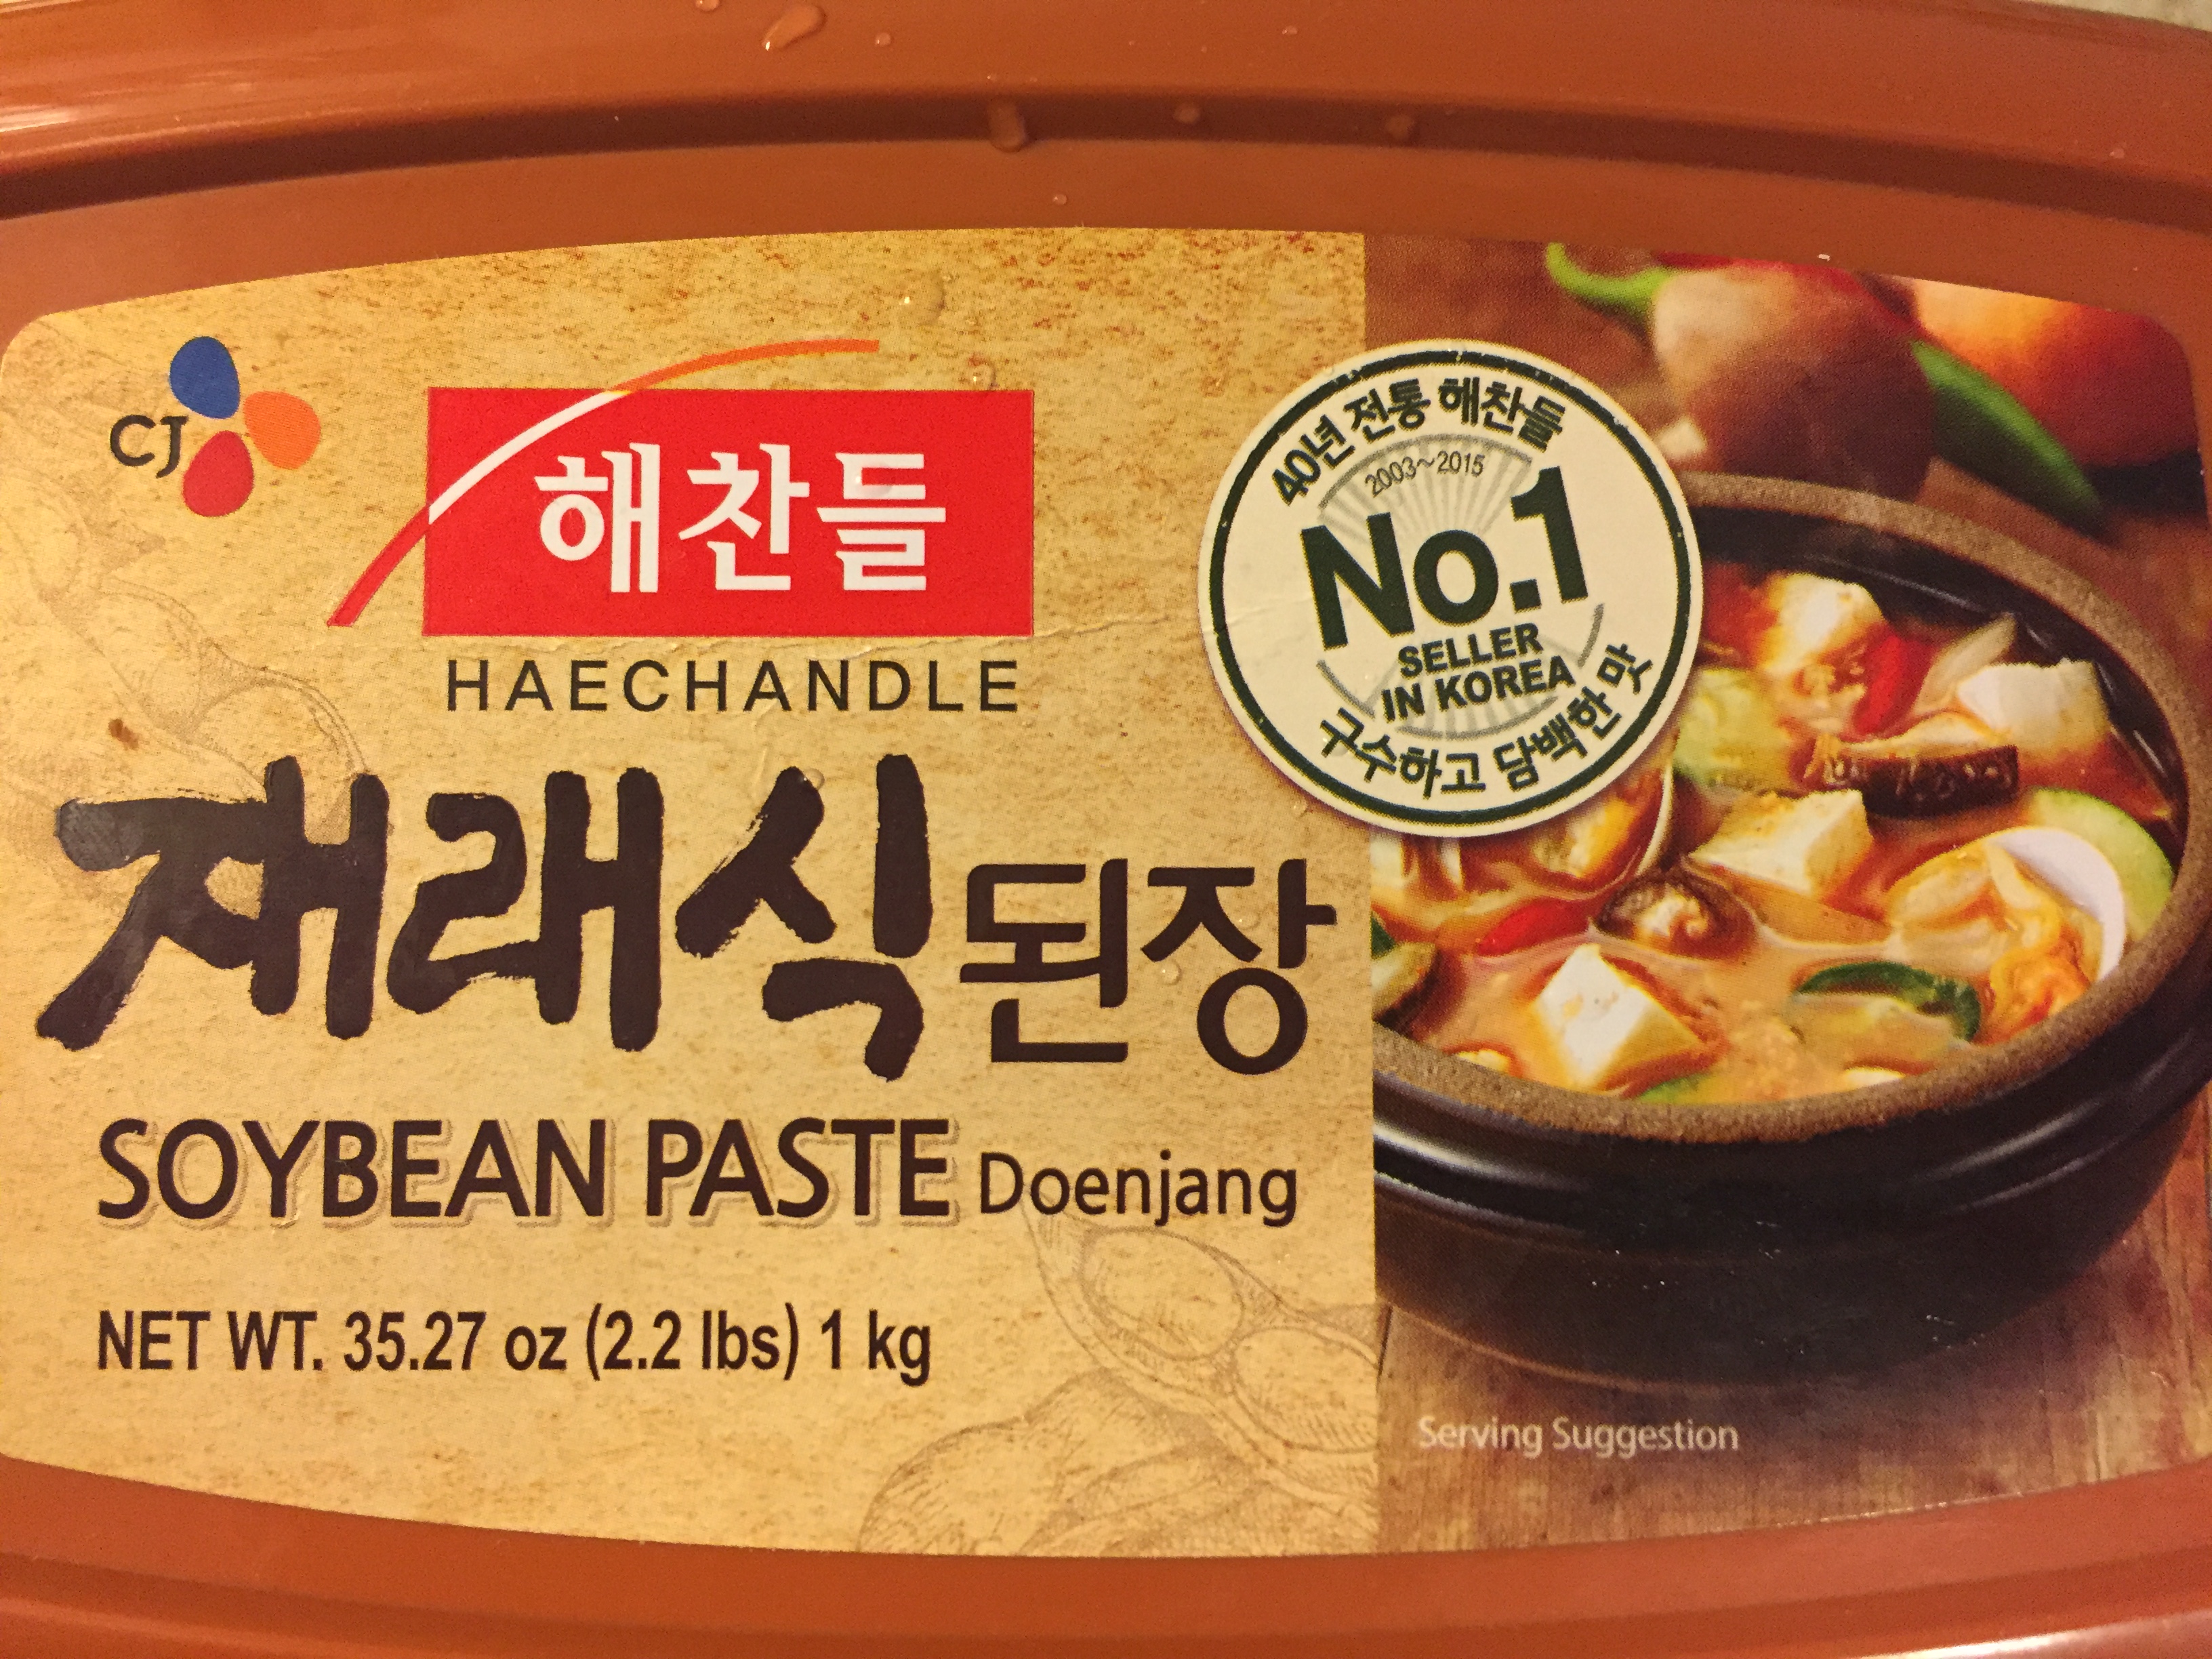 CJ
해찬들
HAECHANDLE
재래식 된장
SOYBEAN PASTE Doenjang
NET WT. 35.27 oz (2.2 lbs) 1 kg
40년 전통 해찬들
2003~2015
No.1
SELLER
IN KOREA
구수하고 담백한 맛
Serving Suggestion